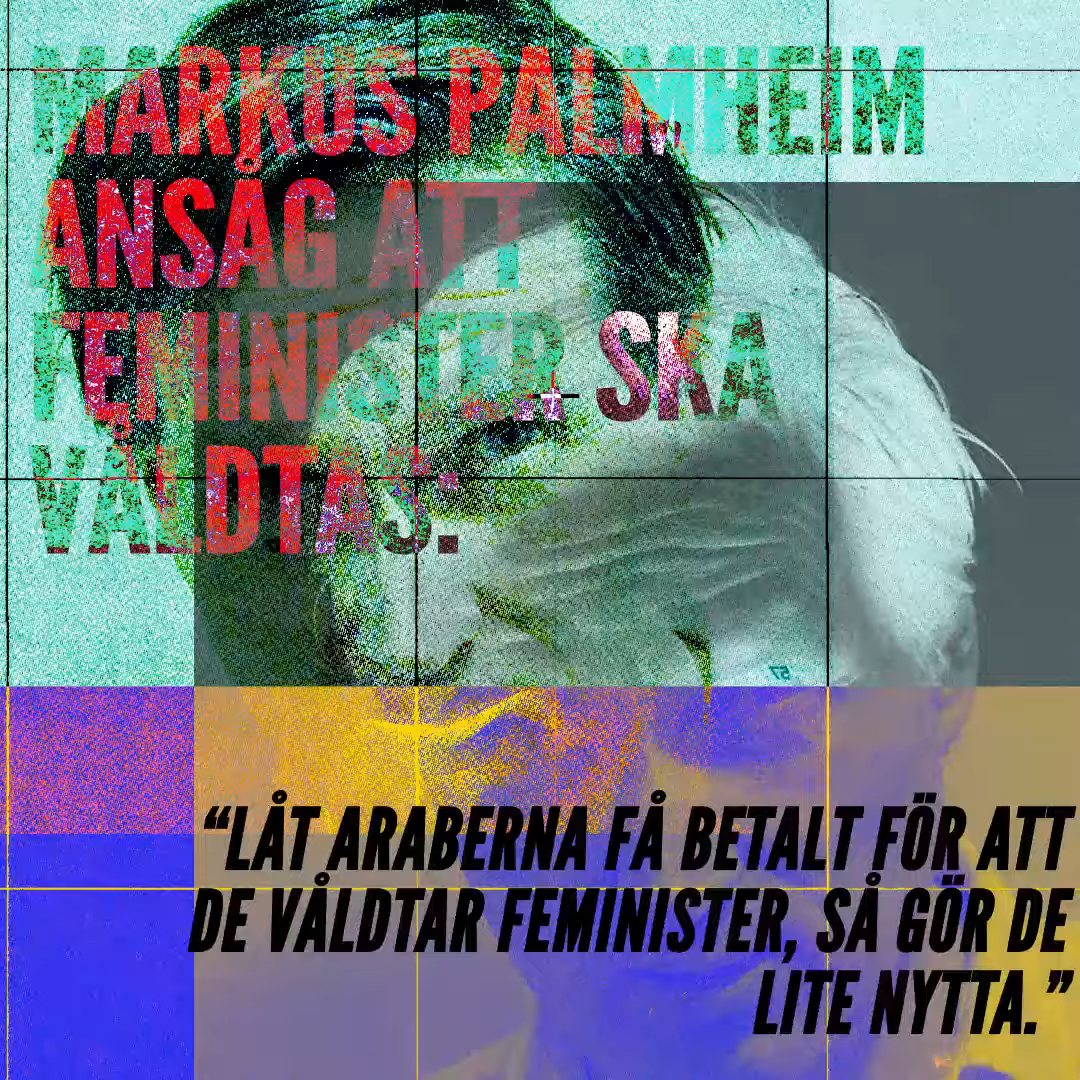 MARKUS PALMHEIM
ANSÅG ATT
FEMINISTER SKA
VÅLDTAS:
57
“LÅT ARABERNA FÅ BETALT FÖR ATT
DE VÅLDTAR FEMINISTER, SÅ GÖR DE
LITE NYTTA.”